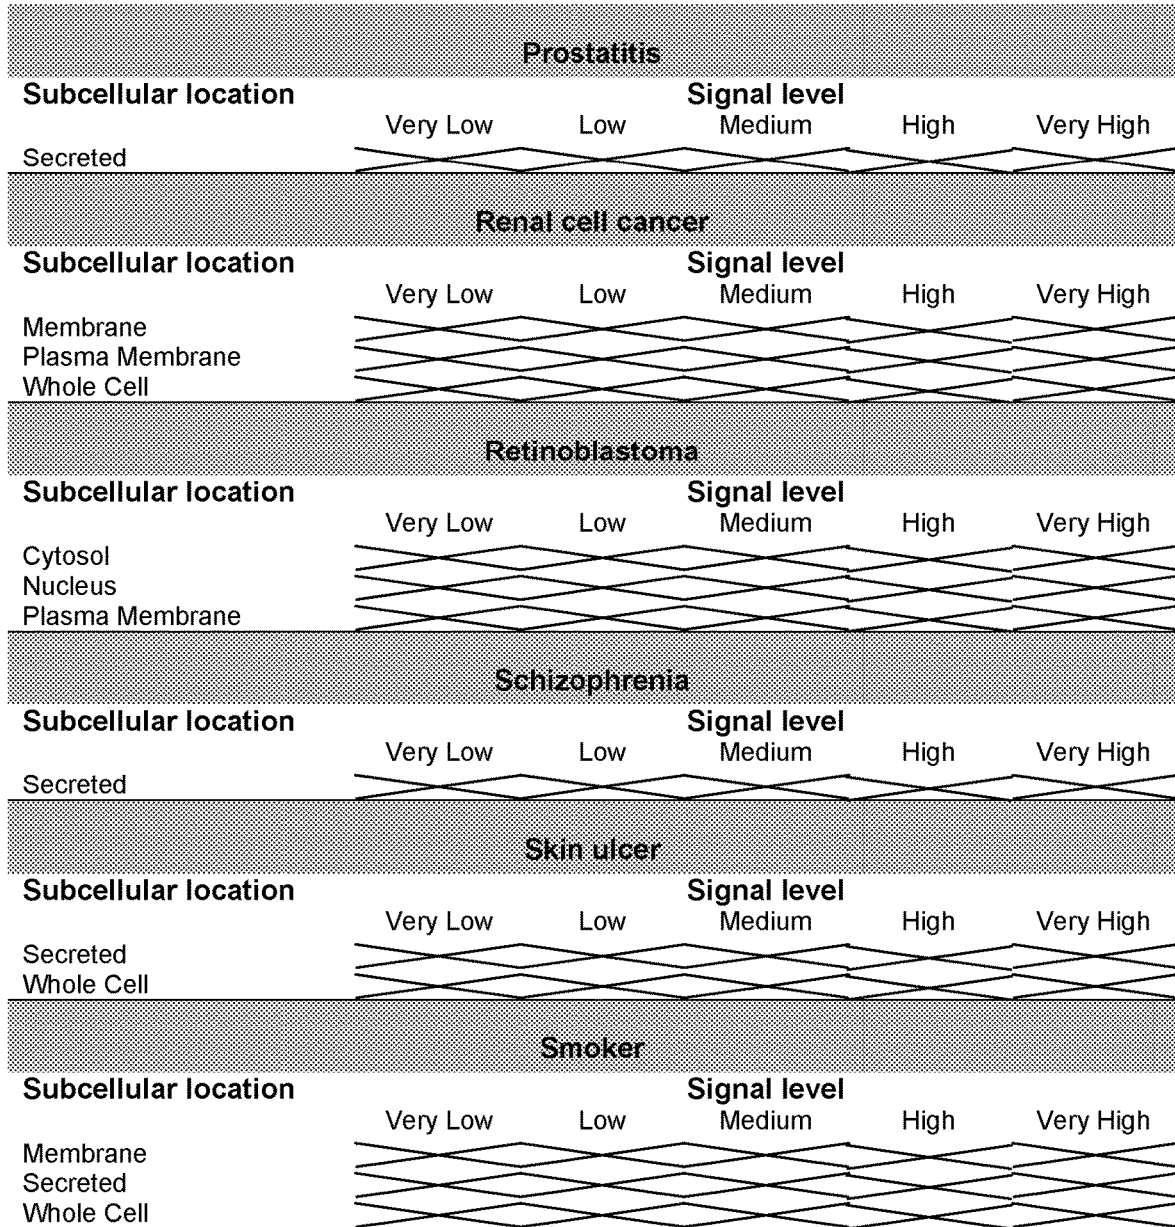 Prostatitis
Subcellular location Signal level
Very Low Low Medium High Very High
Secreted
Renal cell cancer
Subcellular location Signal level
Very Low Low Medium High Very High
Membrane
Plasma Membrane
Whole Cell
Retinoblastoma
Subcellular location Signal level
Very Low Low Medium High Very High
Cytosol
Nucleus
Plasma Membrane
Schizophrenia
Subcellular location Signal level
Very Low Low Medium High Very High
Secreted
Skin ulcer
Subcellular location Signal level
Very Low Low Medium High Very High
Secreted
Whole Cell
Smoker
Subcellular location Signal level
Very Low Low Medium High Very High
Membrane
Secreted
Whole Cell